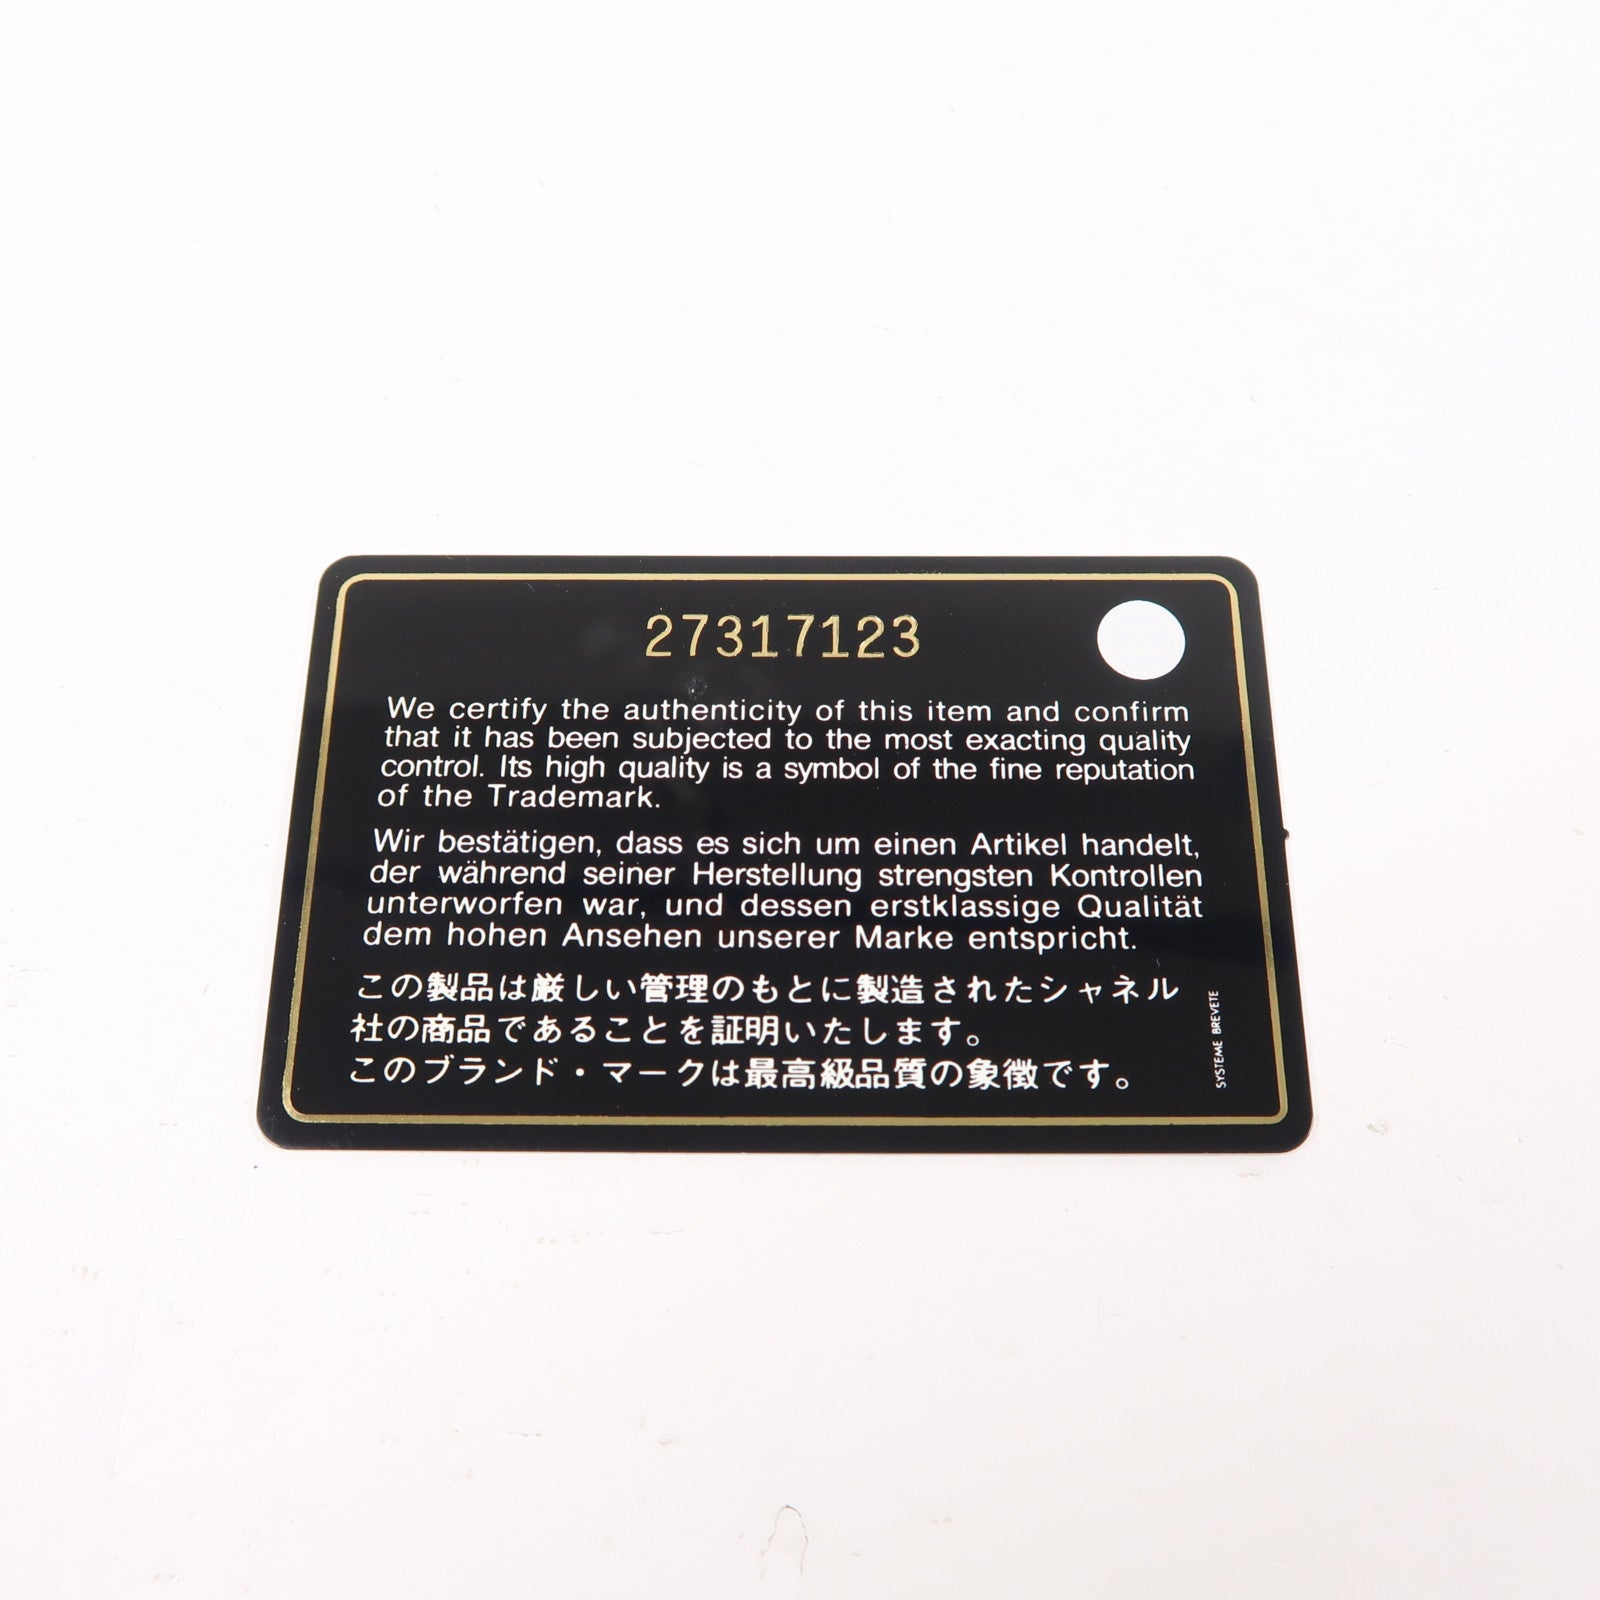 27317123
We certify the authenticity of this item and confirm
that it has been subjected to the most exacting quality
control. Its high quality is a symbol of the fine reputation
of the Trademark.
Wir bestätigen, dass es sich um einen Artikel handelt,
der während seiner Herstellung strengsten Kontrollen
unterworfen war, und dessen erstklassige Qualität
dem hohen Ansehen unserer Marke entspricht.
この製品は厳しい管理のもとに製造されたシャネル
社の商品であることを証明いたします。
このブランド・マークは最高級品質の象徴です。
SYSTEME BREVETE